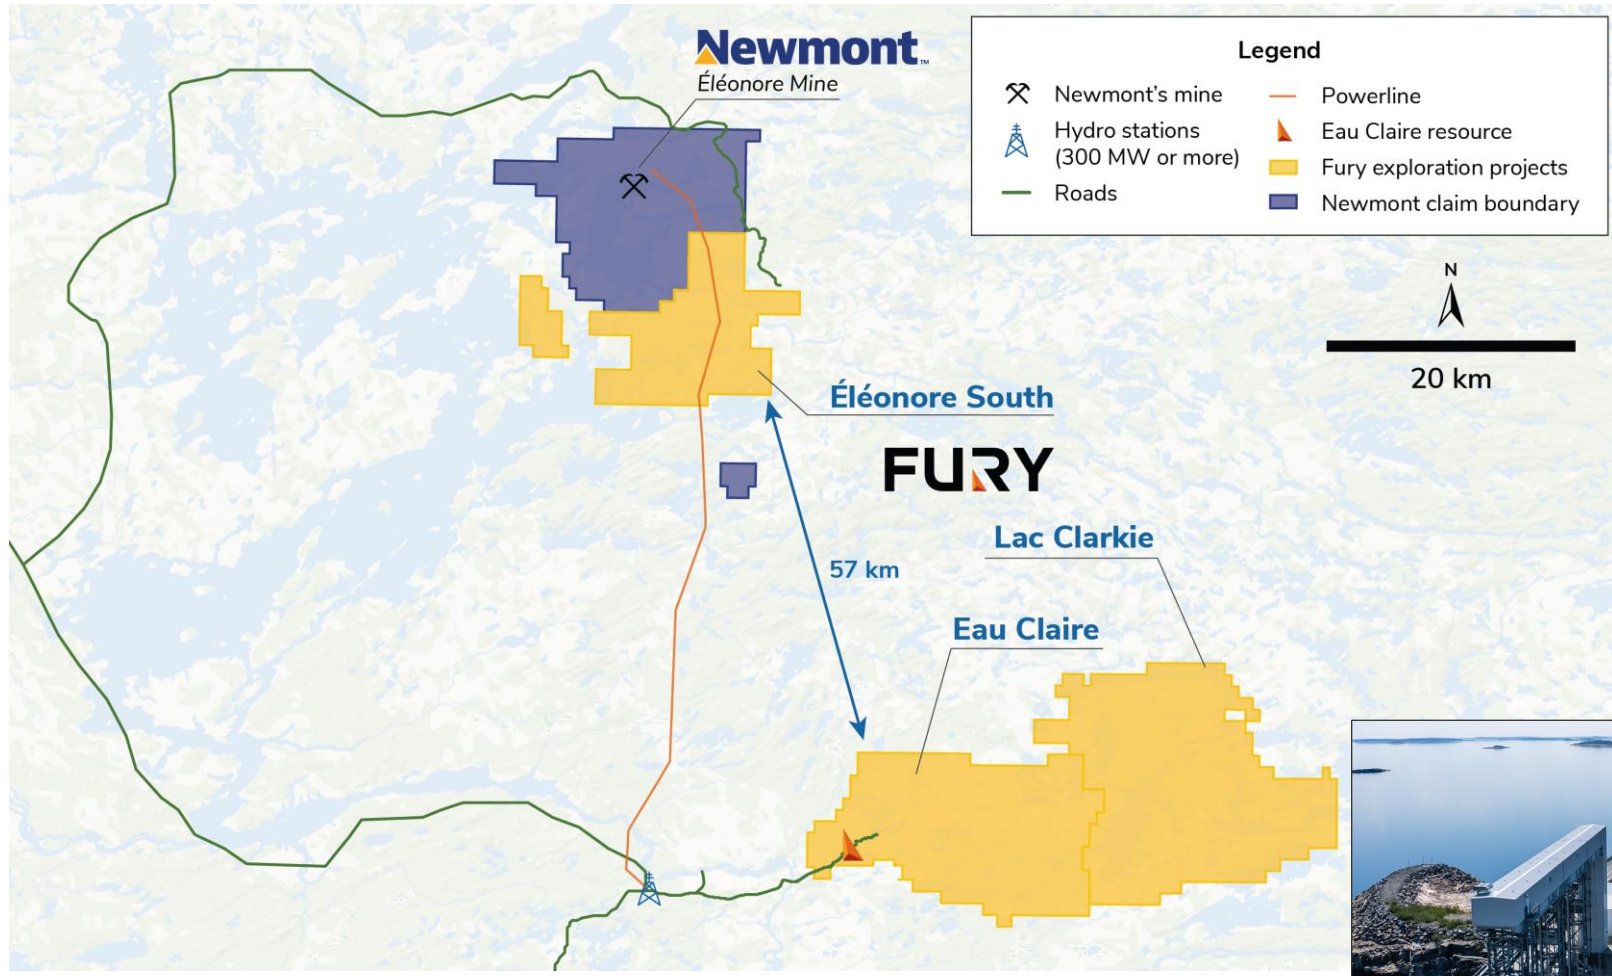 Newmont™
Éléonore Mine
Legend
Newmont's mine
Hydro stations
(300 MW or more)
Roads
Powerline
Eau Claire resource
Fury exploration projects
Newmont claim boundary
N
20 km
Éléonore South
FURY
Lac Clarkie
57 km
Eau Claire